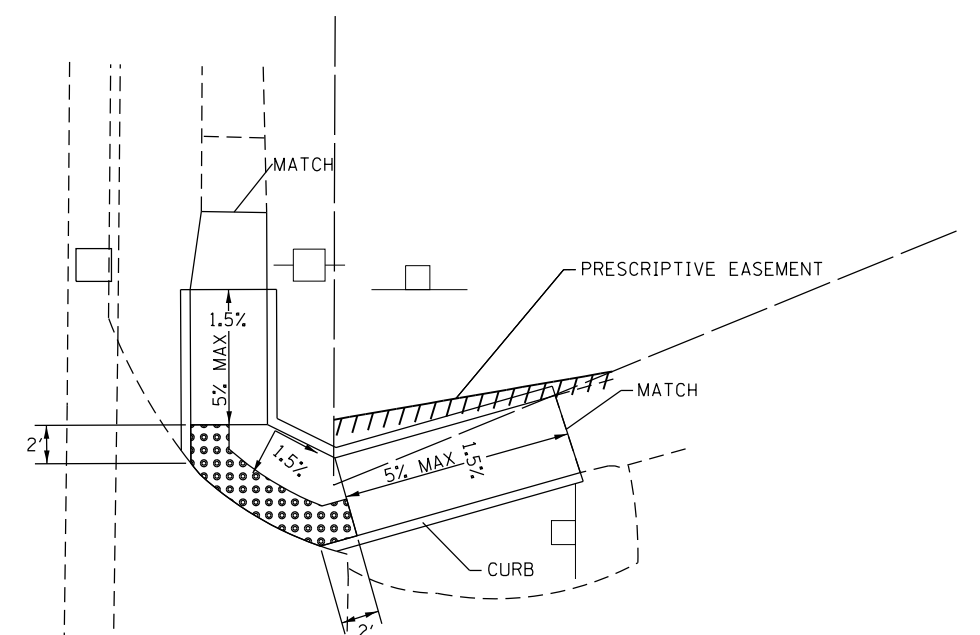 MATCH
PRESCRIPTIVE EASEMENT
1.5%
5% MAX
MATCH
2'
1.5%
5% MAX
1.5%
CURB
2'